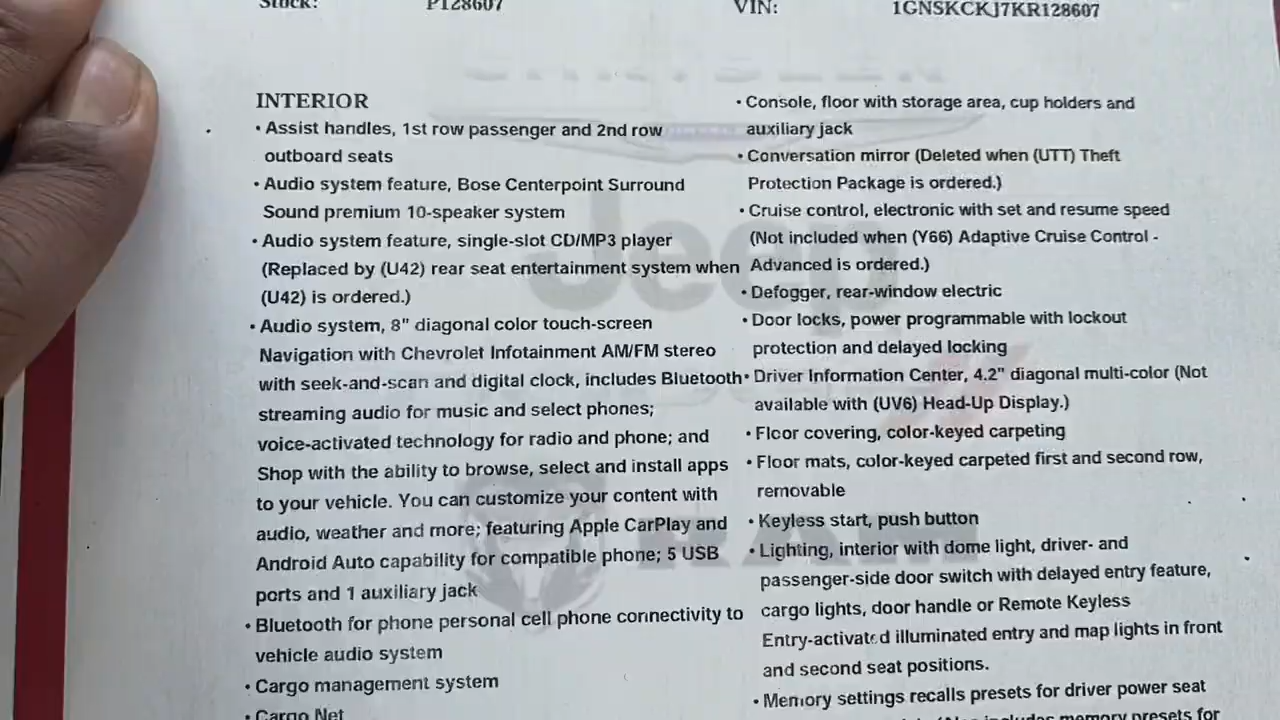 Stock: P128607 VIN: 1GNSKCKJ7KR128607
INTERIOR
• Assist handles, 1st row passenger and 2nd row
outboard seats
• Audio system feature, Bose Centerpoint Surround
Sound premium 10-speaker system
• Audio system feature, single-slot CD/MP3 player
(Replaced by (U42) rear seat entertainment system when
(U42) is ordered.)
• Audio system, 8" diagonal color touch-screen
Navigation with Chevrolet Infotainment AM/FM stereo
with seek-and-scan and digital clock, includes Bluetooth
streaming audio for music and select phones;
voice-activated technology for radio and phone; and
Shop with the ability to browse, select and install apps
to your vehicle. You can customize your content with
audio, weather and more; featuring Apple CarPlay and
Android Auto capability for compatible phone; 5 USB
ports and 1 auxiliary jack
• Bluetooth for phone personal cell phone connectivity to
vehicle audio system
• Cargo management system
• Cargo Net
• Console, floor with storage area, cup holders and
auxiliary jack
• Conversation mirror (Deleted when (UTT) Theft
Protection Package is ordered.)
• Cruise control, electronic with set and resume speed
(Not included when (Y66) Adaptive Cruise Control -
Advanced is ordered.)
• Defogger, rear-window electric
• Door locks, power programmable with lockout
protection and delayed locking
• Driver Information Center, 4.2" diagonal multi-color (Not
available with (UV6) Head-Up Display.)
• Floor covering, color-keyed carpeting
• Floor mats, color-keyed carpeted first and second row,
removable
• Keyless start, push button
• Lighting, interior with dome light, driver- and
passenger-side door switch with delayed entry feature,
cargo lights, door handle or Remote Keyless
Entry-activated illuminated entry and map lights in front
and second seat positions.
• Memory settings recalls presets for driver power seat
includes memory presets for
CHRYSLER
Jeep
RAM